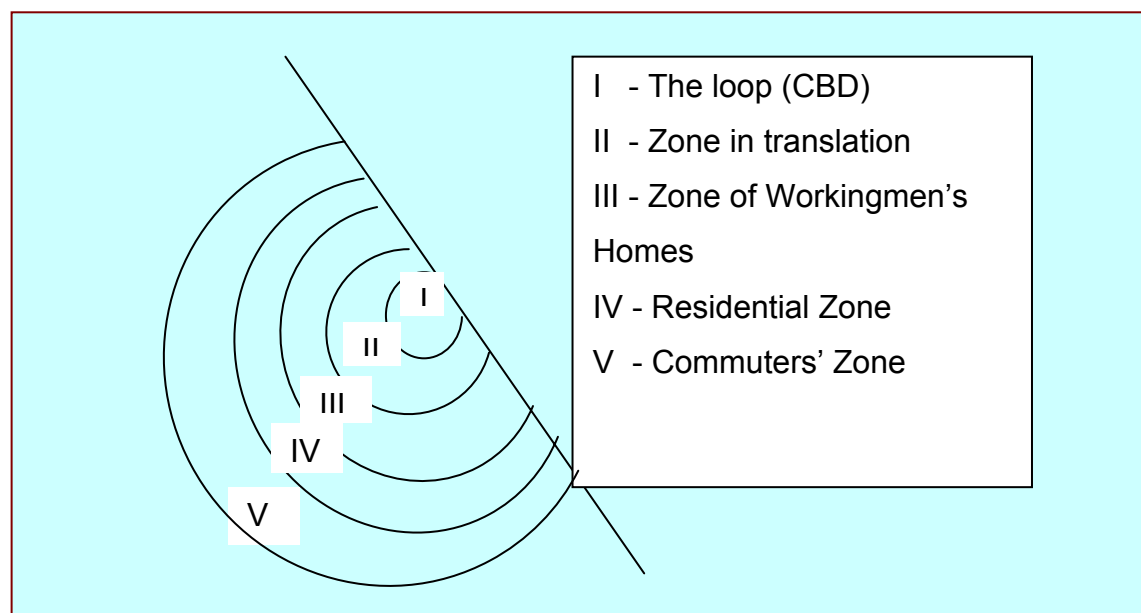 I - The loop (CBD)
II - Zone in translation
III - Zone of Workingmen’s
Homes
IV - Residential Zone
V - Commuters’ Zone
I
II
III
IV
V